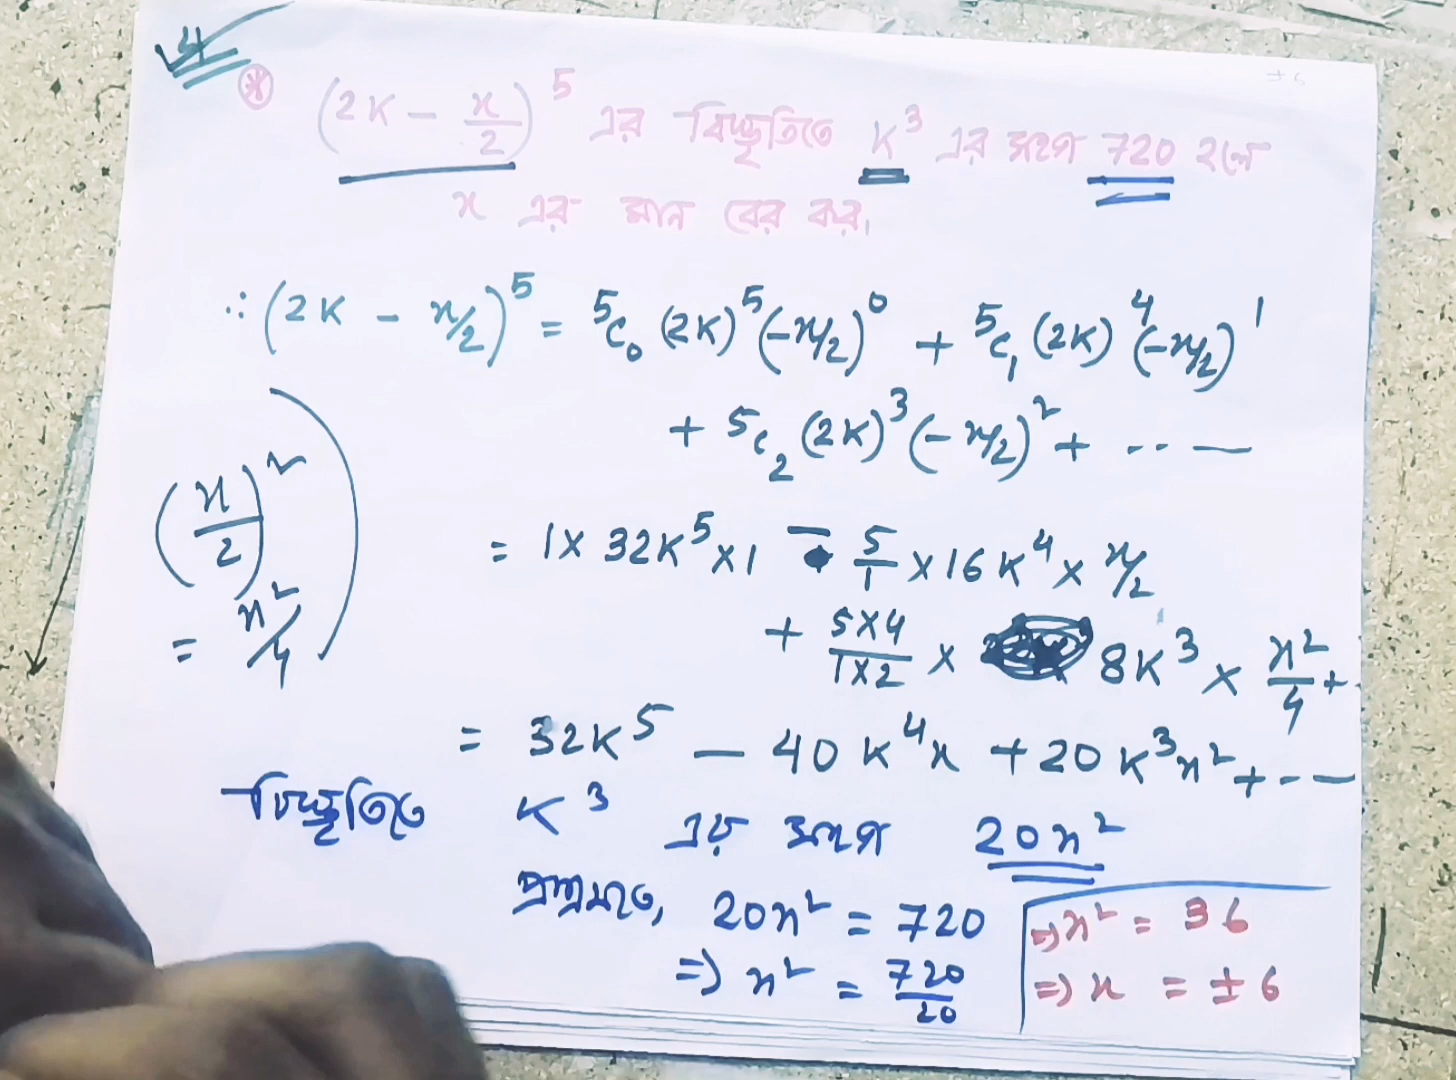 ৪
* (2K - x/2)^5 এর বিস্তৃতিতে K^3 এর সহগ 720 হলে
x এর মান বের কর।
∴ (2K - x/2)^5 = 5C0 (2K)^5 (-x/2)^0 + 5C1 (2K)^4 (-x/2)^1
+ 5C2 (2K)^3 (-x/2)^2 + -- —
(x/2)^2
= x^2/4
= 1 × 32K^5 × 1 - 5/1 × 16K^4 × x/2
+ 5×4/1×2 × 8K^3 × x^2/4 + -
= 32K^5 — 40K^4x + 20K^3x^2 + - —
বিস্তৃতিতে K^3 এর সহগ 20x^2
প্রশ্নমতে, 20x^2 = 720
⇒ x^2 = 720/20
⇒ x^2 = 36
⇒ x = ±6